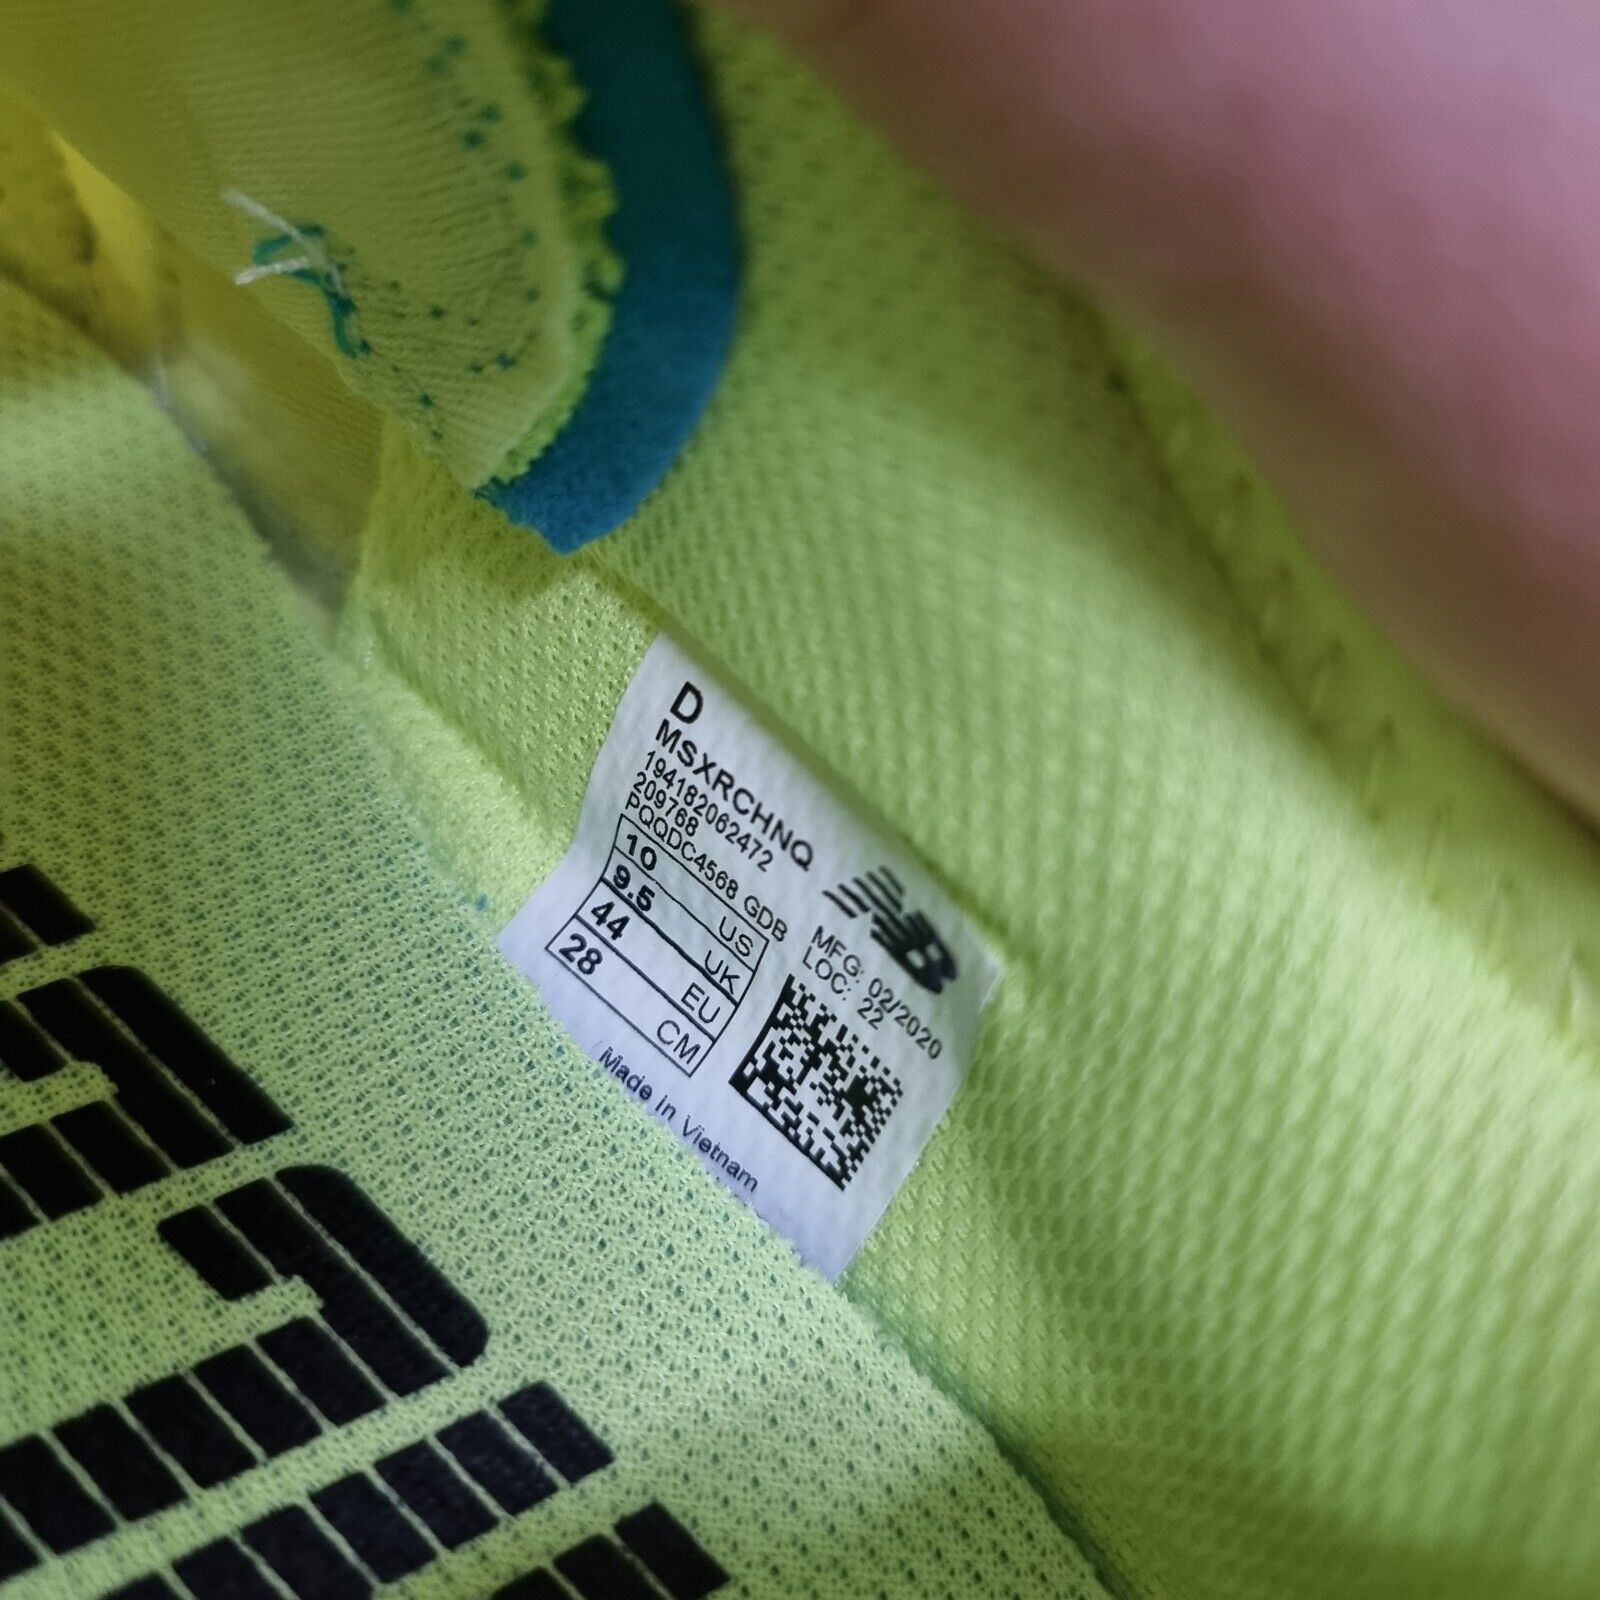 D
MSXRCHNQ
194182062472
209768
PQQDC4568 GDB
10 US
9.5 UK
44 EU
28 CM
Made in Vietnam
NB
MFG: 02/2020
LOC: 22